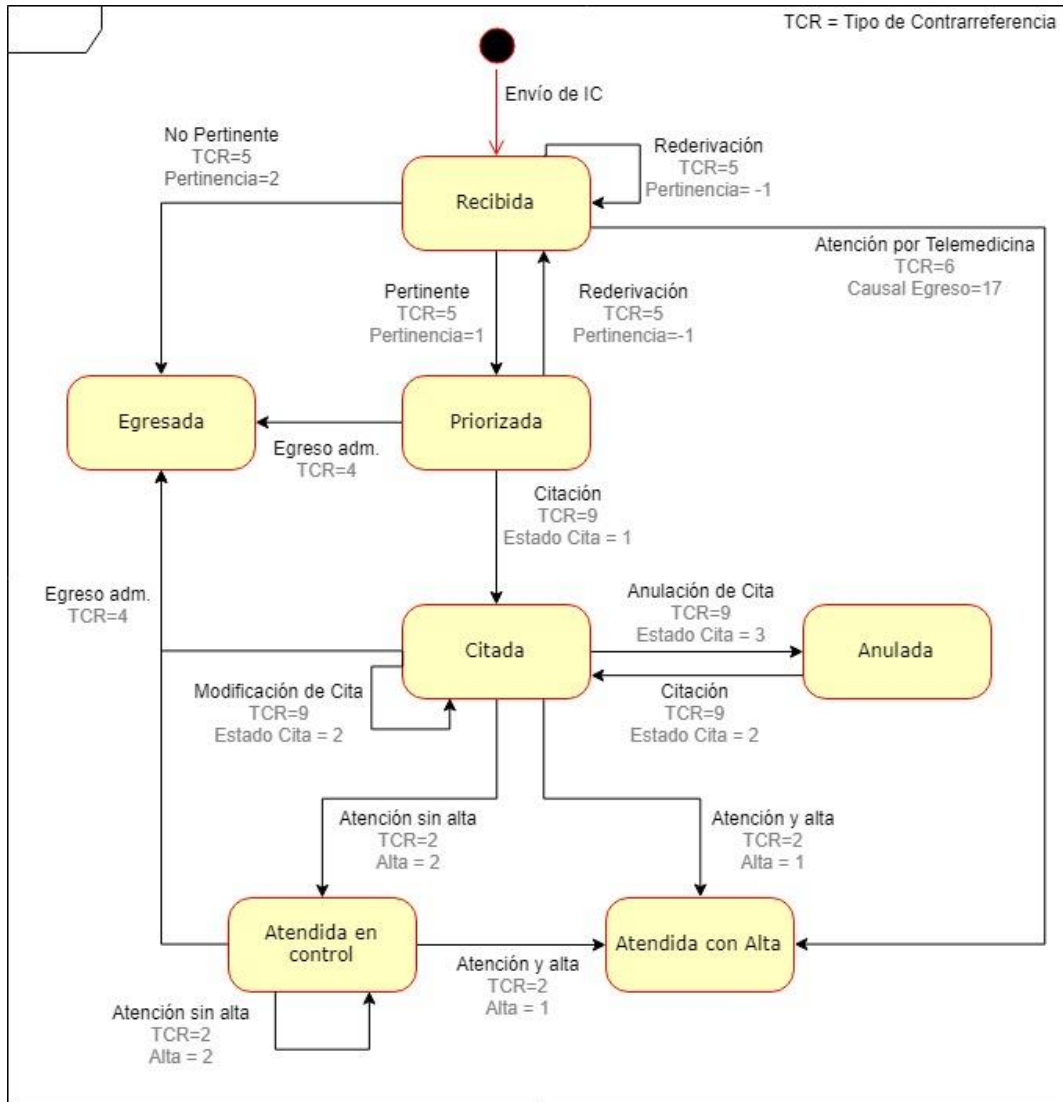 TCR = Tipo de Contrarreferencia
Envío de IC
No Pertinente
TCR=5
Pertinencia=2
Rederivación
TCR=5
Pertinencia= -1
Recibida
Atención por Telemedicina
TCR=6
Causal Egreso=17
Pertinente
TCR=5
Pertinencia=1
Rederivación
TCR=5
Pertinencia=-1
Egresada
Priorizada
Egreso adm.
TCR=4
Citación
TCR=9
Estado Cita = 1
Egreso adm.
TCR=4
Anulación de Cita
TCR=9
Estado Cita = 3
Citada
Anulada
Modificación de Cita
TCR=9
Estado Cita = 2
Citación
TCR=9
Estado Cita = 2
Atención sin alta
TCR=2
Alta = 2
Atención y alta
TCR=2
Alta = 1
Atendida en
control
Atendida con Alta
Atención y alta
TCR=2
Alta = 1
Atención sin alta
TCR=2
Alta = 2